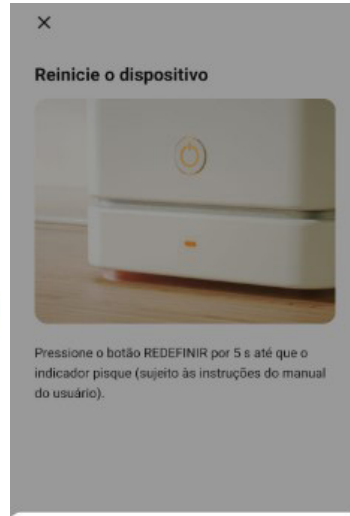 Reinicie o dispositivo
Pressione o botão REDEFINIR por 5 s até que o
indicador pisque (sujeito às instruções do manual
do usuário).